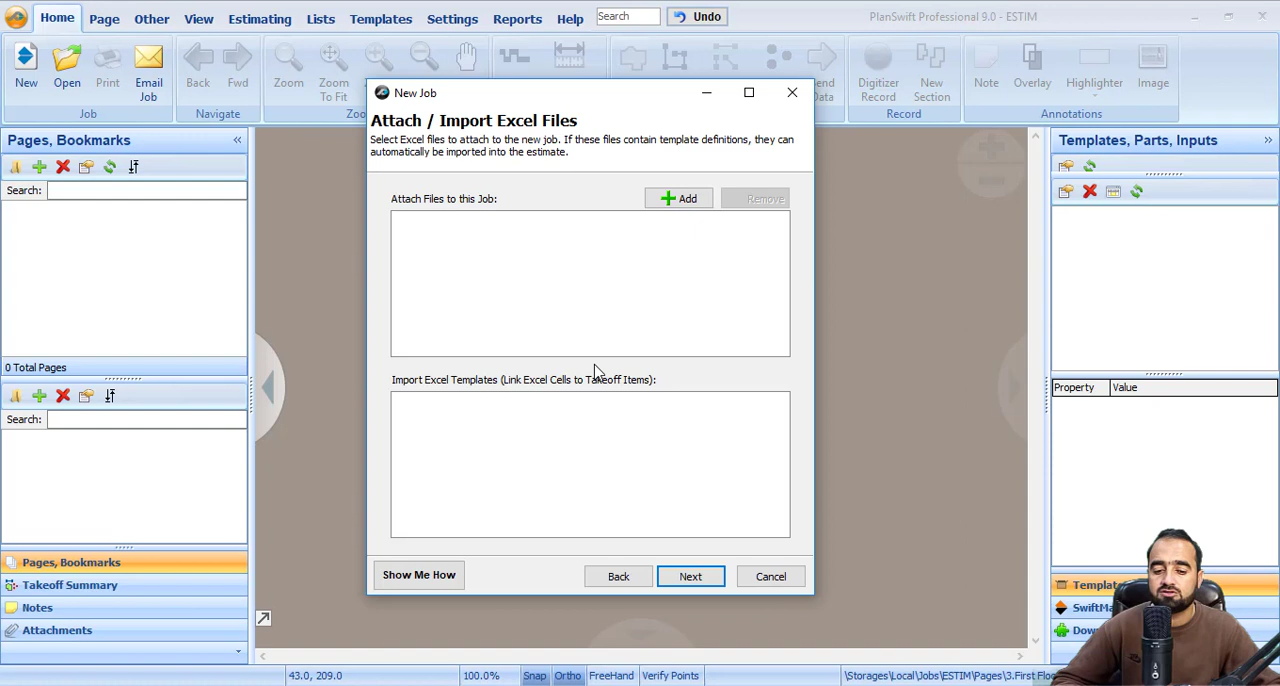 Home Page Other View Estimating Lists Templates Settings Reports Help Search Undo PlanSwift Professional 9.0 - ESTIM
New Open Print Email Job Back Fwd Zoom Zoom To Fit Digitizer Record New Section Note Overlay Highlighter Image
Job Navigate Record Annotations
New Job
Attach / Import Excel Files
Select Excel files to attach to the new job. If these files contain template definitions, they can
automatically be imported into the estimate.
Attach Files to this Job: Add Remove
Import Excel Templates (Link Excel Cells to Takeoff Items):
Show Me How Back Next Cancel
Pages, Bookmarks
Search:
0 Total Pages
Search:
Pages, Bookmarks
Takeoff Summary
Notes
Attachments
Templates, Parts, Inputs
Property Value
43.0, 209.0 100.0% Snap Ortho FreeHand Verify Points \Storages\Local\Jobs\ESTIM\Pages\3.First Floo